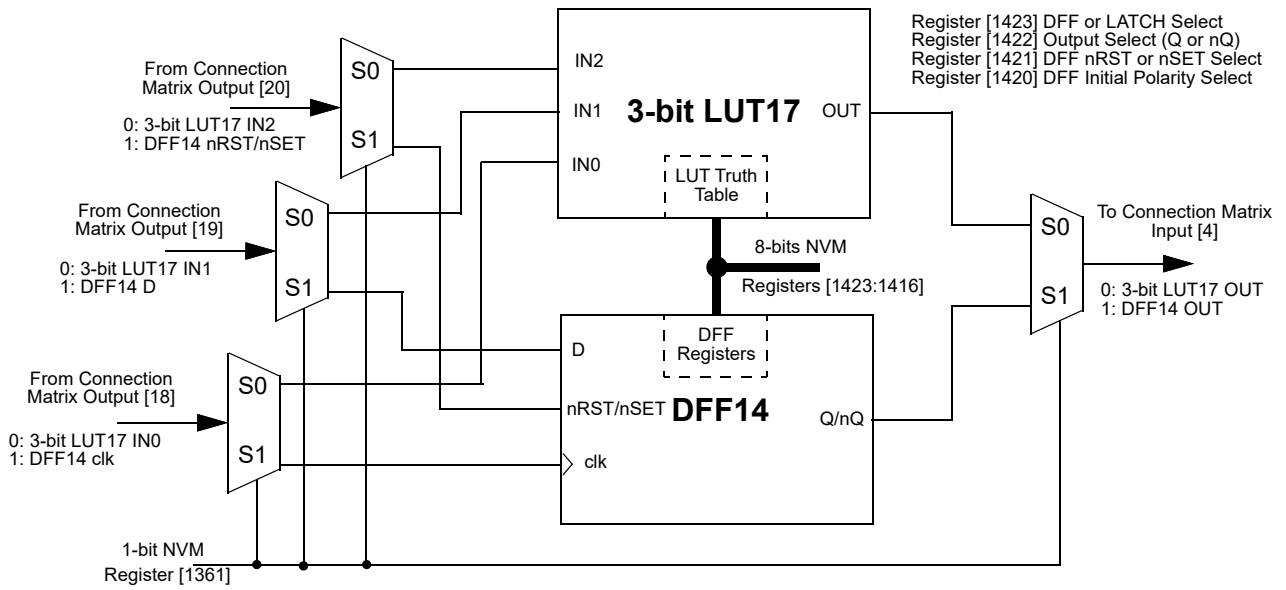 Register [1423] DFF or LATCH Select
Register [1422] Output Select (Q or nQ)
Register [1421] DFF nRST or nSET Select
Register [1420] DFF Initial Polarity Select
From Connection
Matrix Output [20]
0: 3-bit LUT17 IN2
1: DFF14 nRST/nSET
S0
S1
From Connection
Matrix Output [19]
0: 3-bit LUT17 IN1
1: DFF14 D
S0
S1
From Connection
Matrix Output [18]
0: 3-bit LUT17 IN0
1: DFF14 clk
S0
S1
1-bit NVM
Register [1361]
IN2
IN1
IN0
3-bit LUT17
OUT
LUT Truth
Table
8-bits NVM
Registers [1423:1416]
DFF
Registers
D
nRST/nSET
DFF14
clk
Q/nQ
S0
S1
To Connection Matrix
Input [4]
0: 3-bit LUT17 OUT
1: DFF14 OUT